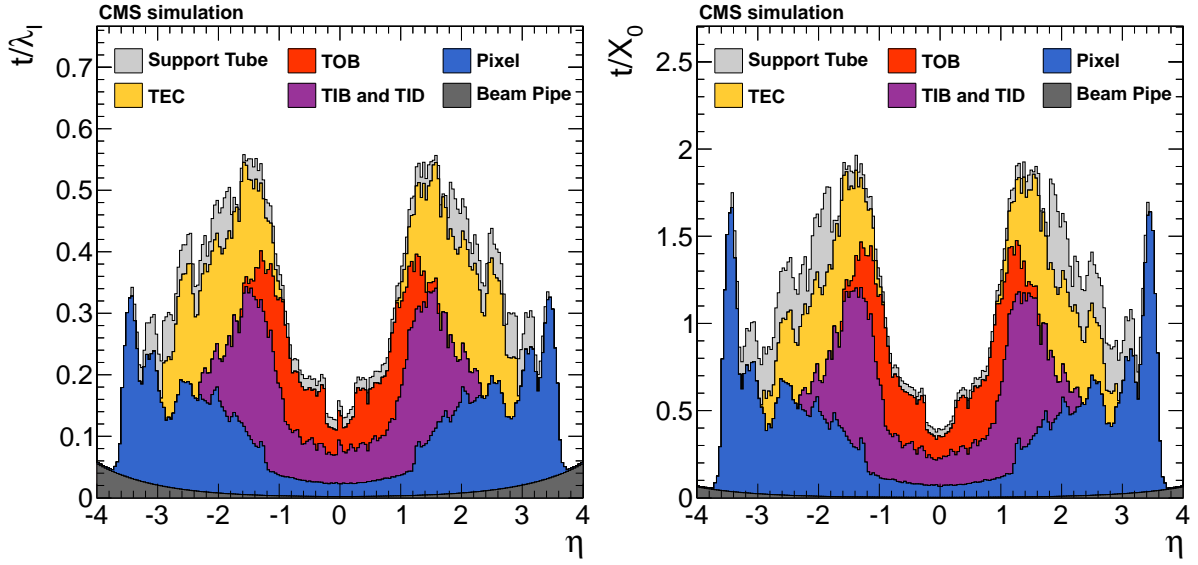 CMS simulation
t/λ_I
Support Tube
TOB
Pixel
TEC
TIB and TID
Beam Pipe
0.7
0.6
0.5
0.4
0.3
0.2
0.1
0
-4 -3 -2 -1 0 1 2 3 4
η
CMS simulation
t/X_0
Support Tube
TOB
Pixel
TEC
TIB and TID
Beam Pipe
2.5
2
1.5
1
0.5
0
-4 -3 -2 -1 0 1 2 3 4
η